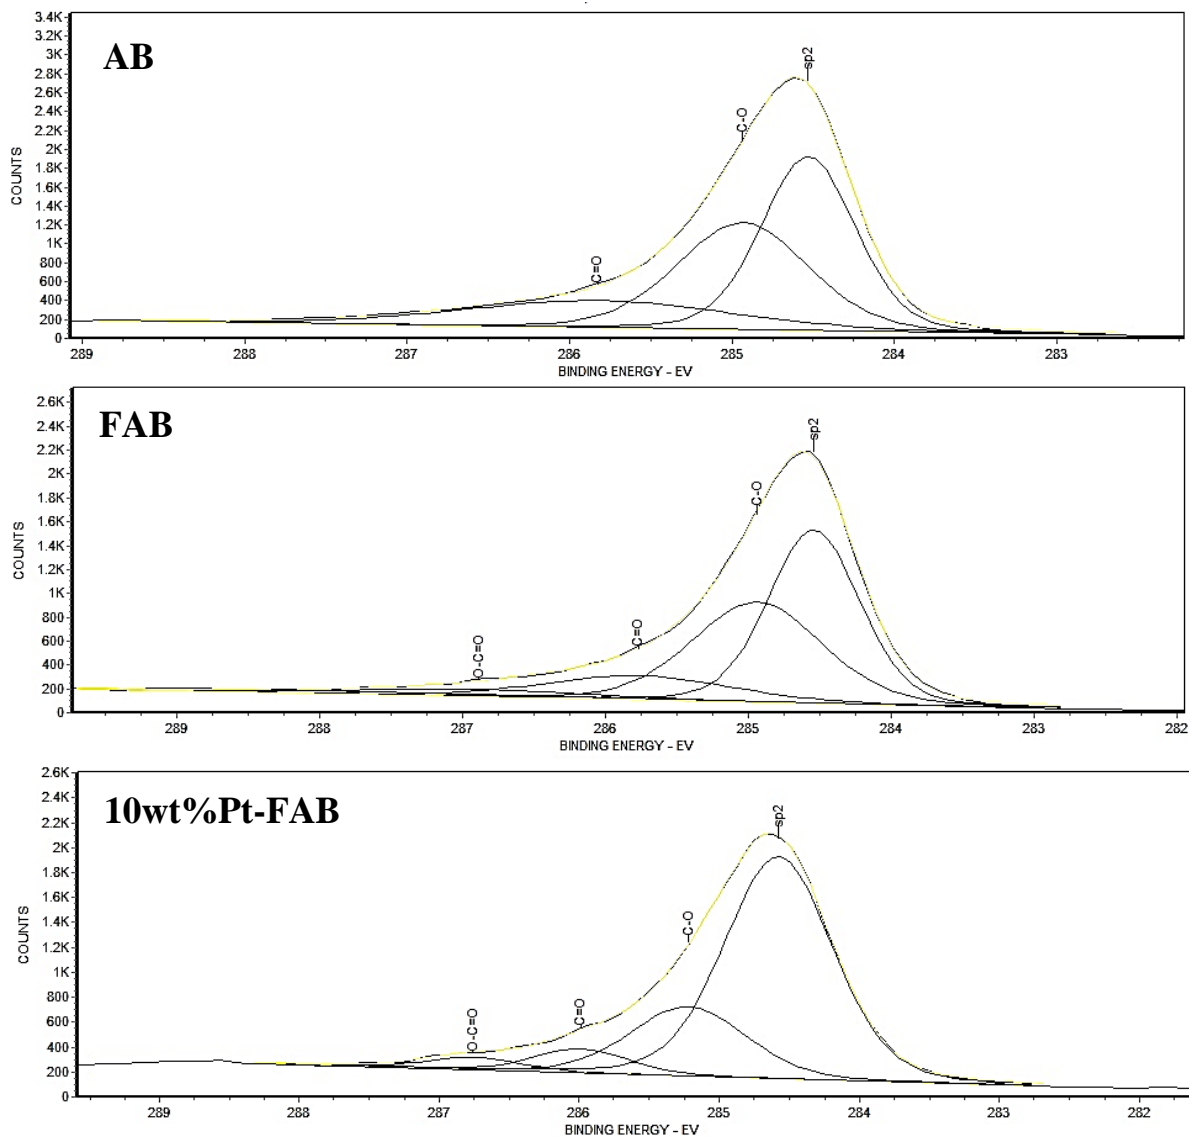 AB
3.4K
3.2K
3K
2.8K
2.6K
2.4K
2.2K
2K
1.8K
1.6K
1.4K
1.2K
1K
800
600
400
200
0
COUNTS
C=O
C-O
sp2
289 288 287 286 285 284 283
BINDING ENERGY - EV
FAB
2.6K
2.4K
2.2K
2K
1.8K
1.6K
1.4K
1.2K
1K
800
600
400
200
0
COUNTS
O-C=O
C=O
C-O
sp2
289 288 287 286 285 284 283 282
BINDING ENERGY - EV
10wt%Pt-FAB
2.6K
2.4K
2.2K
2K
1.8K
1.6K
1.4K
1.2K
1K
800
600
400
200
0
COUNTS
O-C=O
C=O
C-O
sp2
289 288 287 286 285 284 283 282
BINDING ENERGY - EV